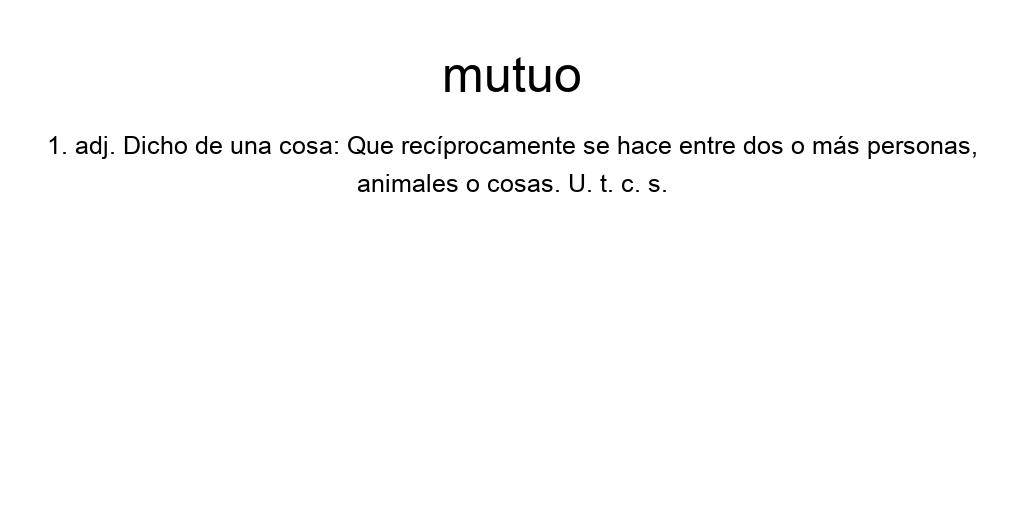 mutuo
1. adj. Dicho de una cosa: Que recíprocamente se hace entre dos o más personas,
animales o cosas. U. t. c. s.